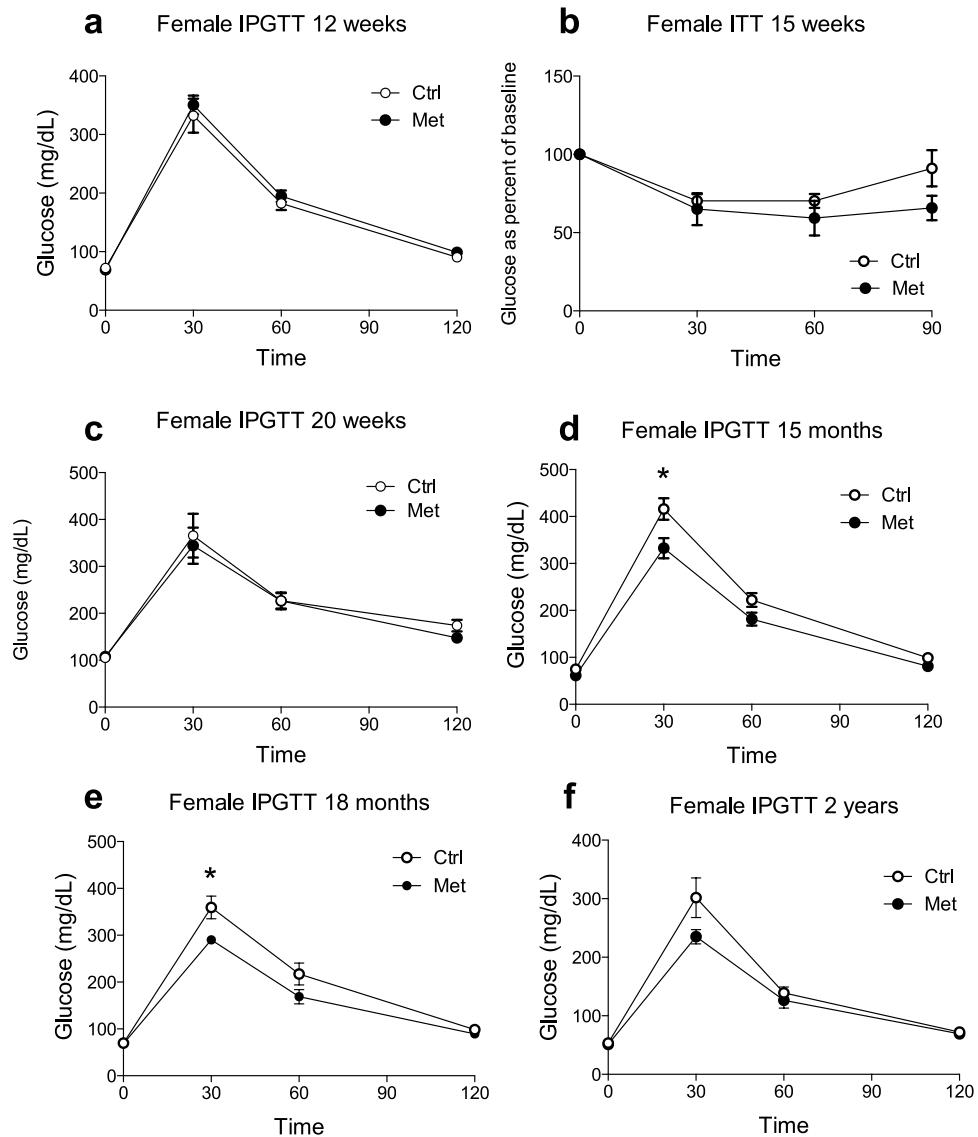 a Female IPGTT 12 weeks
Glucose (mg/dL)
400
300
200
100
0
0 30 60 90 120
Time
Ctrl
Met
b Female ITT 15 weeks
Glucose as percent of baseline
150
100
50
0
0 30 60 90
Time
Ctrl
Met
c Female IPGTT 20 weeks
Glucose (mg/dL)
500
400
300
200
100
0
0 30 60 90 120
Time
Ctrl
Met
d Female IPGTT 15 months
Glucose (mg/dL)
500
400
300
200
100
0
*
0 30 60 90 120
Time
Ctrl
Met
e Female IPGTT 18 months
Glucose (mg/dL)
500
400
300
200
100
0
*
0 30 60 90 120
Time
Ctrl
Met
f Female IPGTT 2 years
Glucose (mg/dL)
400
300
200
100
0
0 30 60 90 120
Time
Ctrl
Met